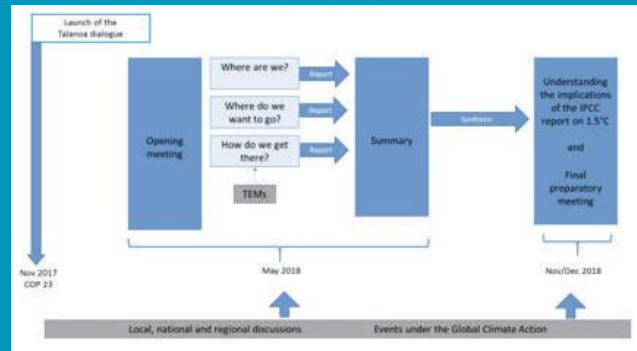 Launch of the
Talanoa dialogue
Opening
meeting
Where are we?
Report
Where do we
want to go?
Report
How do we get
there?
Report
TEMs
Summary
Synthesis
Understanding
the implications
of the IPCC
report on 1.5°C
and
Final
preparatory
meeting
Nov 2017
COP 23
May 2018
Nov/Dec 2018
Local, national and regional discussions
Events under the Global Climate Action